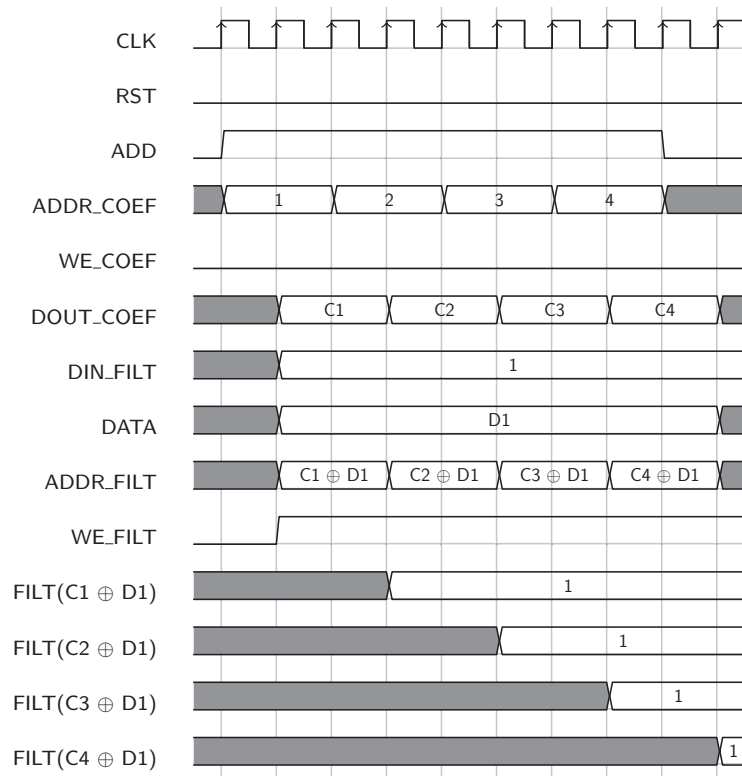 CLK
RST
ADD
ADDR_COEF 1 2 3 4
WE_COEF
DOUT_COEF C1 C2 C3 C4
DIN_FILT 1
DATA D1
ADDR_FILT C1 ⊕ D1 C2 ⊕ D1 C3 ⊕ D1 C4 ⊕ D1
WE_FILT
FILT(C1 ⊕ D1) 1
FILT(C2 ⊕ D1) 1
FILT(C3 ⊕ D1) 1
FILT(C4 ⊕ D1) 1